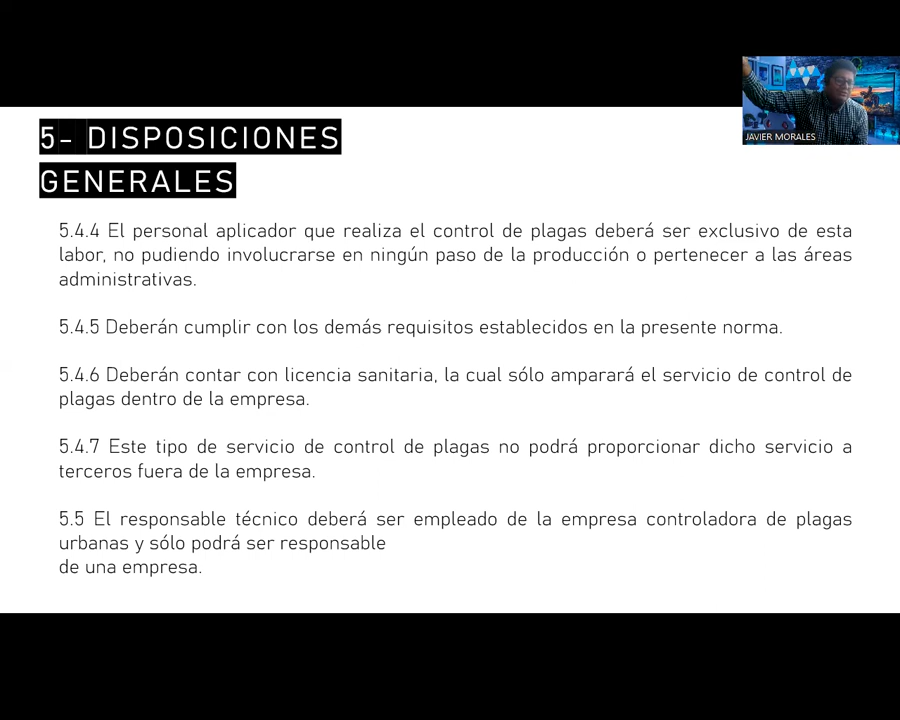 5- DISPOSICIONES
GENERALES
JAVIER MORALES
5.4.4 El personal aplicador que realiza el control de plagas deberá ser exclusivo de esta
labor, no pudiendo involucrarse en ningún paso de la producción o pertenecer a las áreas
administrativas.
5.4.5 Deberán cumplir con los demás requisitos establecidos en la presente norma.
5.4.6 Deberán contar con licencia sanitaria, la cual sólo amparará el servicio de control de
plagas dentro de la empresa.
5.4.7 Este tipo de servicio de control de plagas no podrá proporcionar dicho servicio a
terceros fuera de la empresa.
5.5 El responsable técnico deberá ser empleado de la empresa controladora de plagas
urbanas y sólo podrá ser responsable
de una empresa.